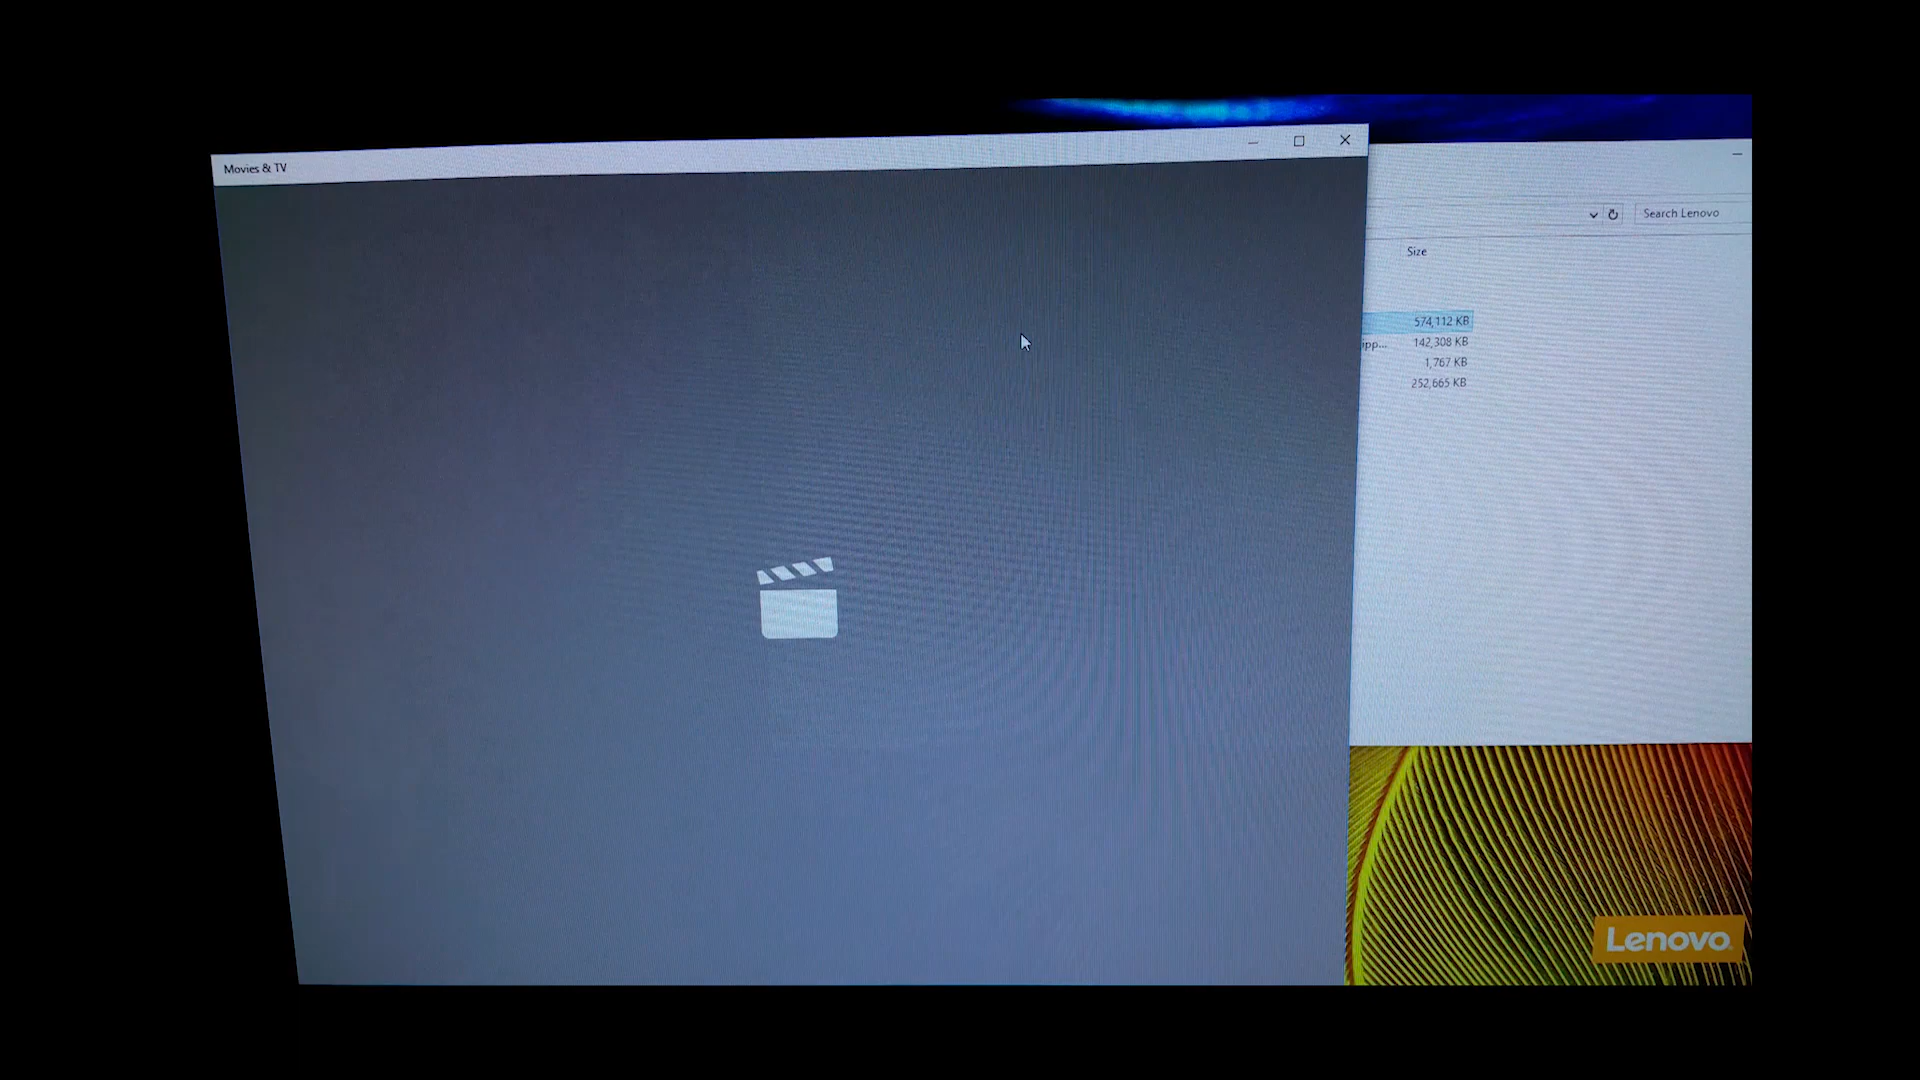 Movies & TV
Search Lenovo
Size
574,112 KB
ipp... 142,308 KB
1,767 KB
252,665 KB
Lenovo